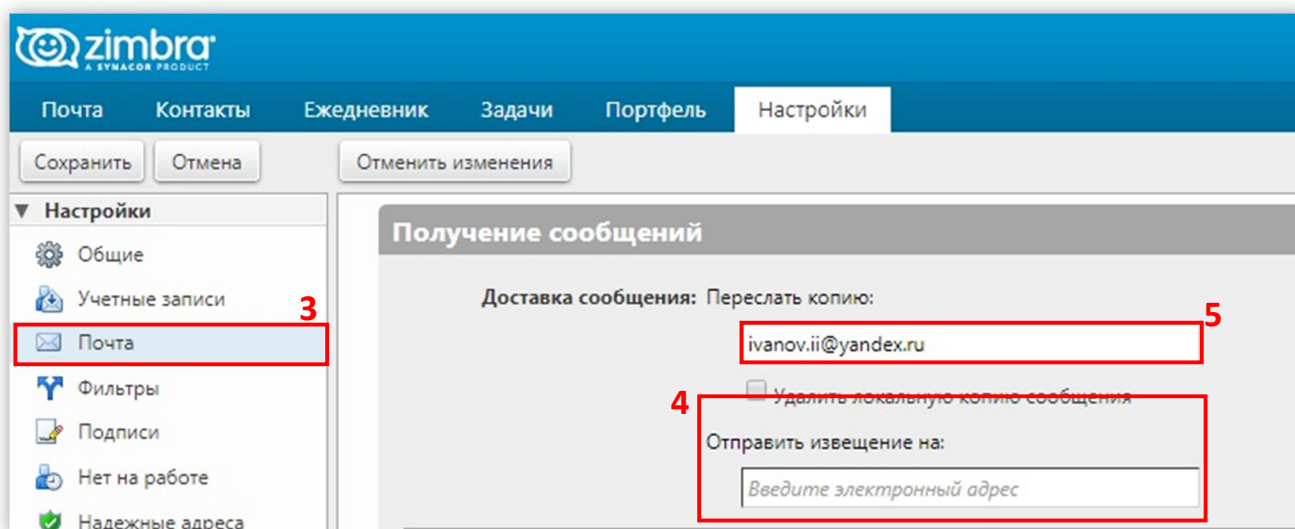 zimbra
A SYNACOR PRODUCT
Почта Контакты Ежедневник Задачи Портфель Настройки
Сохранить Отмена Отменить изменения
Настройки
Общие
Учетные записи
3
Почта
Фильтры
Подписи
Нет на работе
Надежные адреса
Получение сообщений
Доставка сообщения: Переслать копию:
5
ivanov.ii@yandex.ru
4
Удалить локальную копию сообщения
Отправить извещение на:
Введите электронный адрес